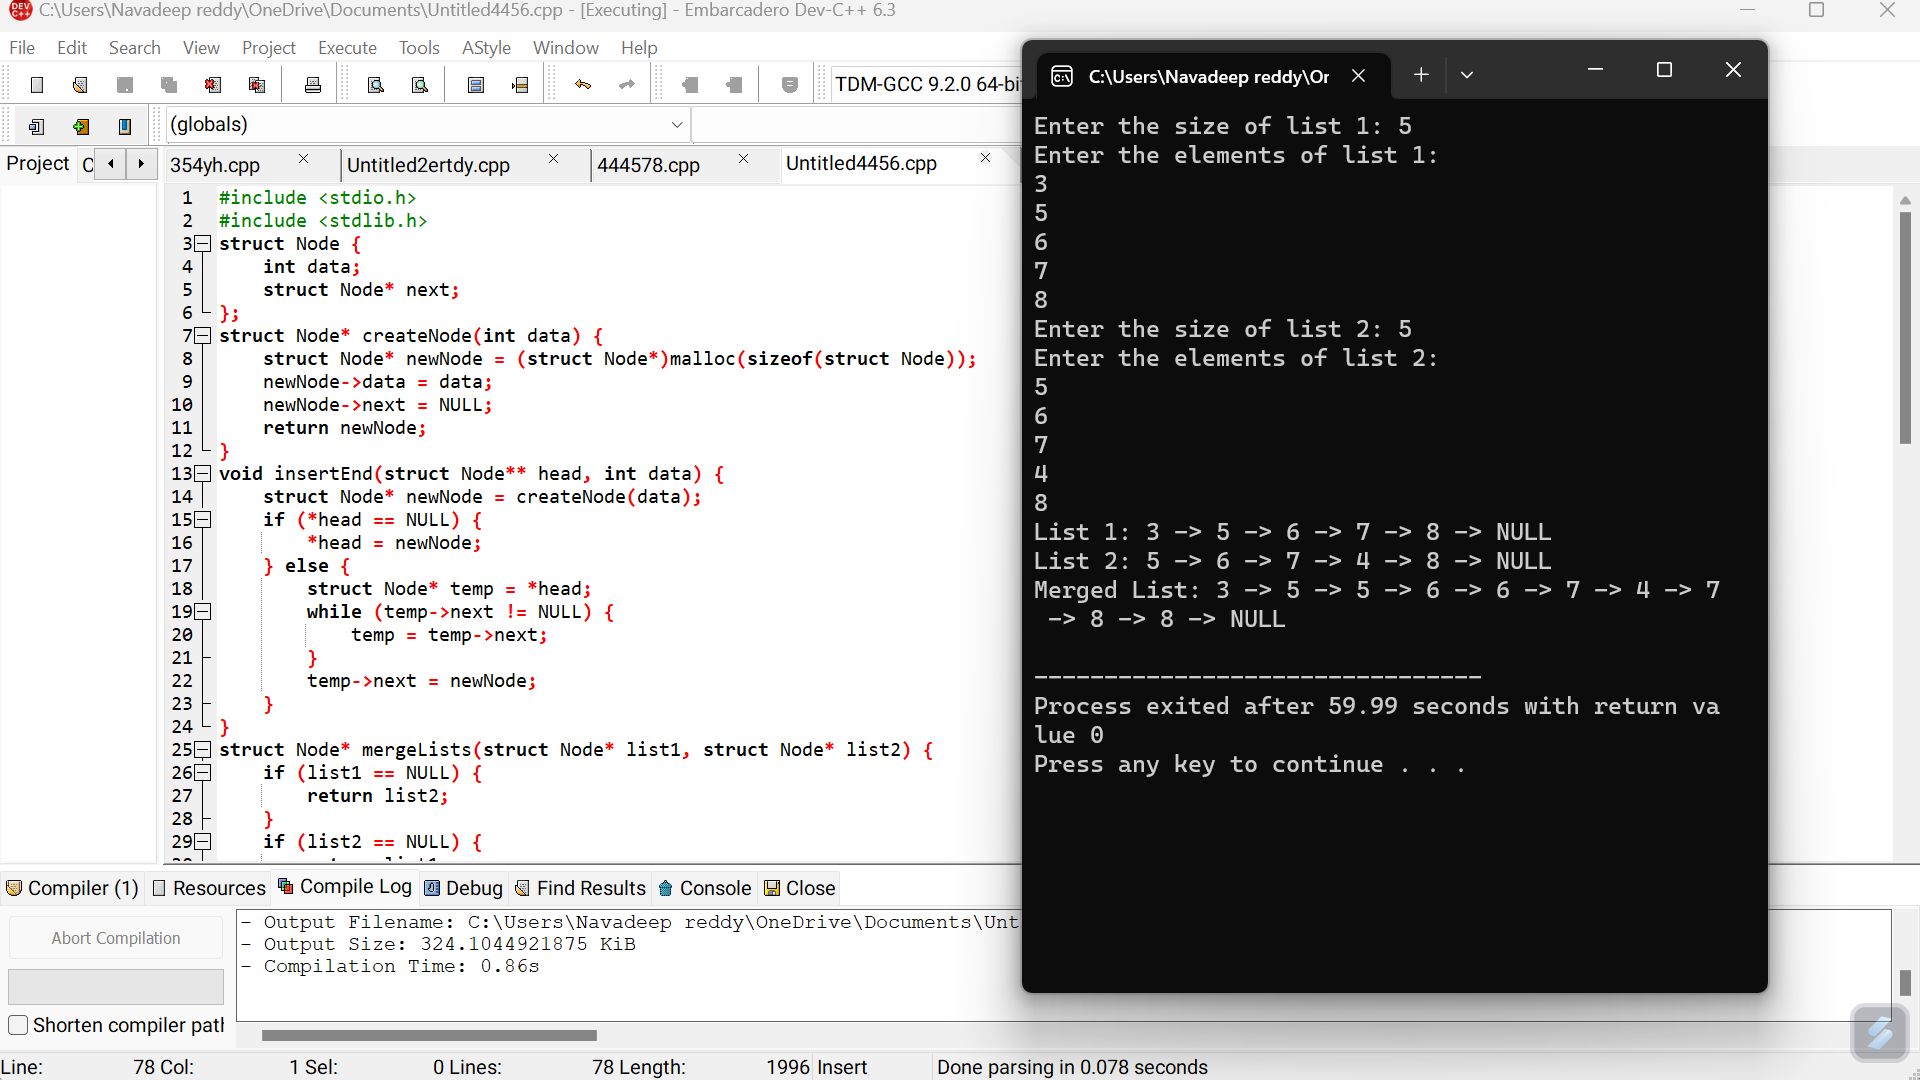 C:\Users\Navadeep reddy\OneDrive\Documents\Untitled4456.cpp - [Executing] - Embarcadero Dev-C++ 6.3
File Edit Search View Project Execute Tools AStyle Window Help
TDM-GCC 9.2.0 64-bi
(globals)
Project C
354yh.cpp Untitled2ertdy.cpp 444578.cpp Untitled4456.cpp
1 #include <stdio.h>
2 #include <stdlib.h>
3 struct Node {
4 int data;
5 struct Node* next;
6 };
7 struct Node* createNode(int data) {
8 struct Node* newNode = (struct Node*)malloc(sizeof(struct Node));
9 newNode->data = data;
10 newNode->next = NULL;
11 return newNode;
12 }
13 void insertEnd(struct Node** head, int data) {
14 struct Node* newNode = createNode(data);
15 if (*head == NULL) {
16 *head = newNode;
17 } else {
18 struct Node* temp = *head;
19 while (temp->next != NULL) {
20 temp = temp->next;
21 }
22 temp->next = newNode;
23 }
24 }
25 struct Node* mergeLists(struct Node* list1, struct Node* list2) {
26 if (list1 == NULL) {
27 return list2;
28 }
29 if (list2 == NULL) {
C:\Users\Navadeep reddy\Or
Enter the size of list 1: 5
Enter the elements of list 1:
3
5
6
7
8
Enter the size of list 2: 5
Enter the elements of list 2:
5
6
7
4
8
List 1: 3 -> 5 -> 6 -> 7 -> 8 -> NULL
List 2: 5 -> 6 -> 7 -> 4 -> 8 -> NULL
Merged List: 3 -> 5 -> 5 -> 6 -> 6 -> 7 -> 4 -> 7
-> 8 -> 8 -> NULL
--------------------------------
Process exited after 59.99 seconds with return va
lue 0
Press any key to continue . . .
Compiler (1) Resources Compile Log Debug Find Results Console Close
Abort Compilation
Shorten compiler path
- Output Filename: C:\Users\Navadeep reddy\OneDrive\Documents\Unt
- Output Size: 324.1044921875 KiB
- Compilation Time: 0.86s
Line: 78 Col: 1 Sel: 0 Lines: 78 Length: 1996 Insert Done parsing in 0.078 seconds